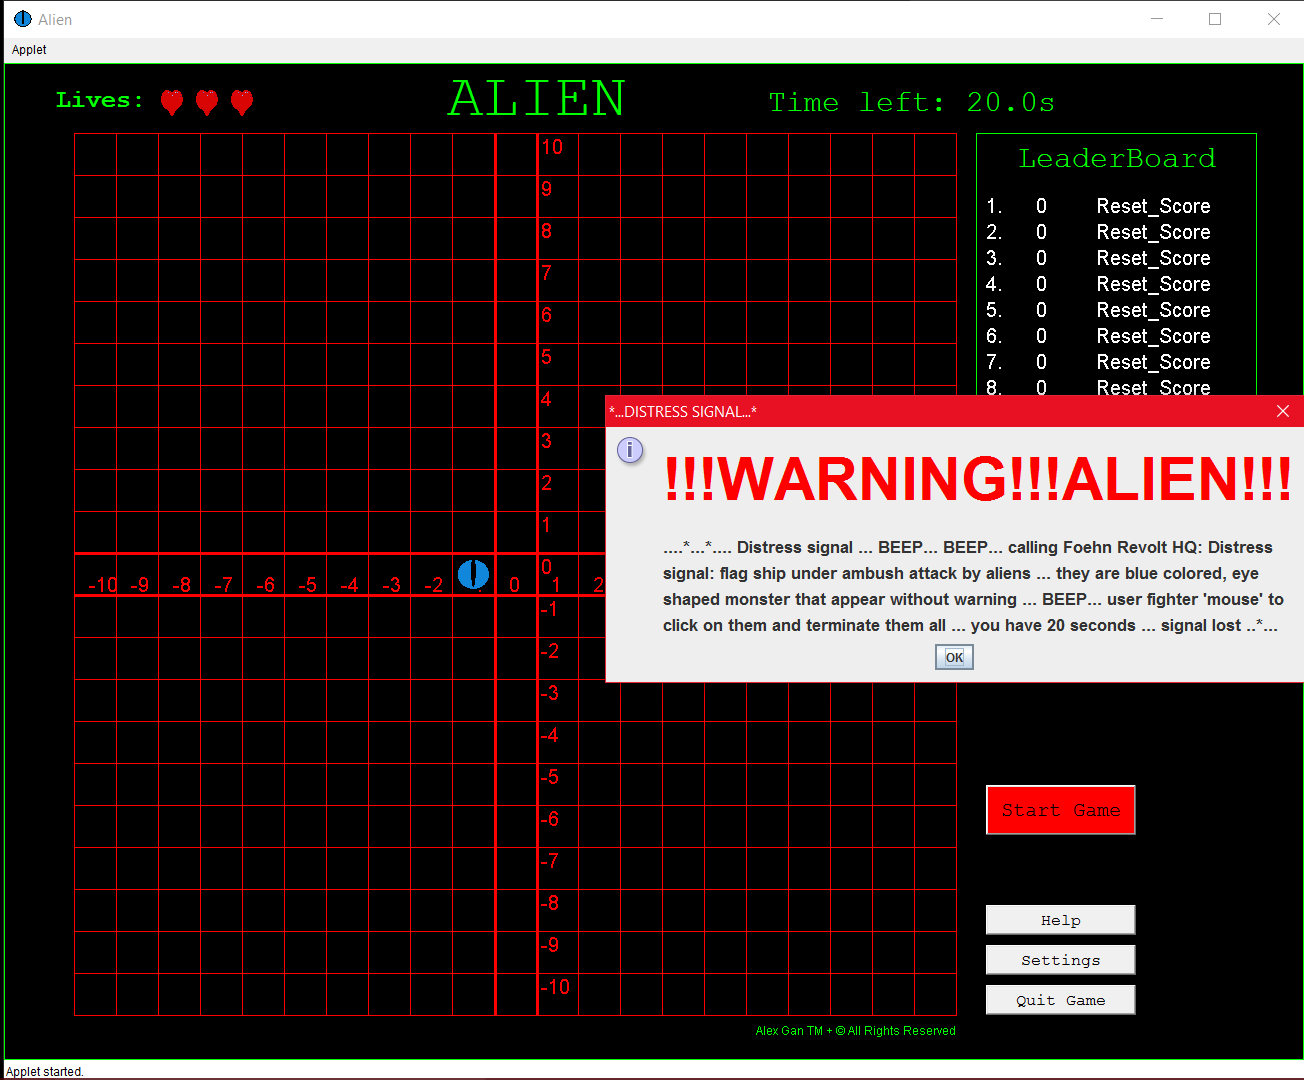 Alien
Applet
Lives:
ALIEN
Time left: 20.0s
LeaderBoard
1. 0 Reset_Score
2. 0 Reset_Score
3. 0 Reset_Score
4. 0 Reset_Score
5. 0 Reset_Score
6. 0 Reset_Score
7. 0 Reset_Score
8. 0 Reset_Score
10
9
8
7
6
5
4
3
2
1
0
-10 -9 -8 -7 -6 -5 -4 -3 -2 0 1 2
-1
-2
-3
-4
-5
-6
-7
-8
-9
-10
*...DISTRESS SIGNAL...*
!!!WARNING!!!ALIEN!!!
....*...*.... Distress signal ... BEEP... BEEP... calling Foehn Revolt HQ: Distress
signal: flag ship under ambush attack by aliens ... they are blue colored, eye
shaped monster that appear without warning ... BEEP... user fighter 'mouse' to
click on them and terminate them all ... you have 20 seconds ... signal lost ..*...
OK
Start Game
Help
Settings
Quit Game
Alex Gan TM + © All Rights Reserved
Applet started.